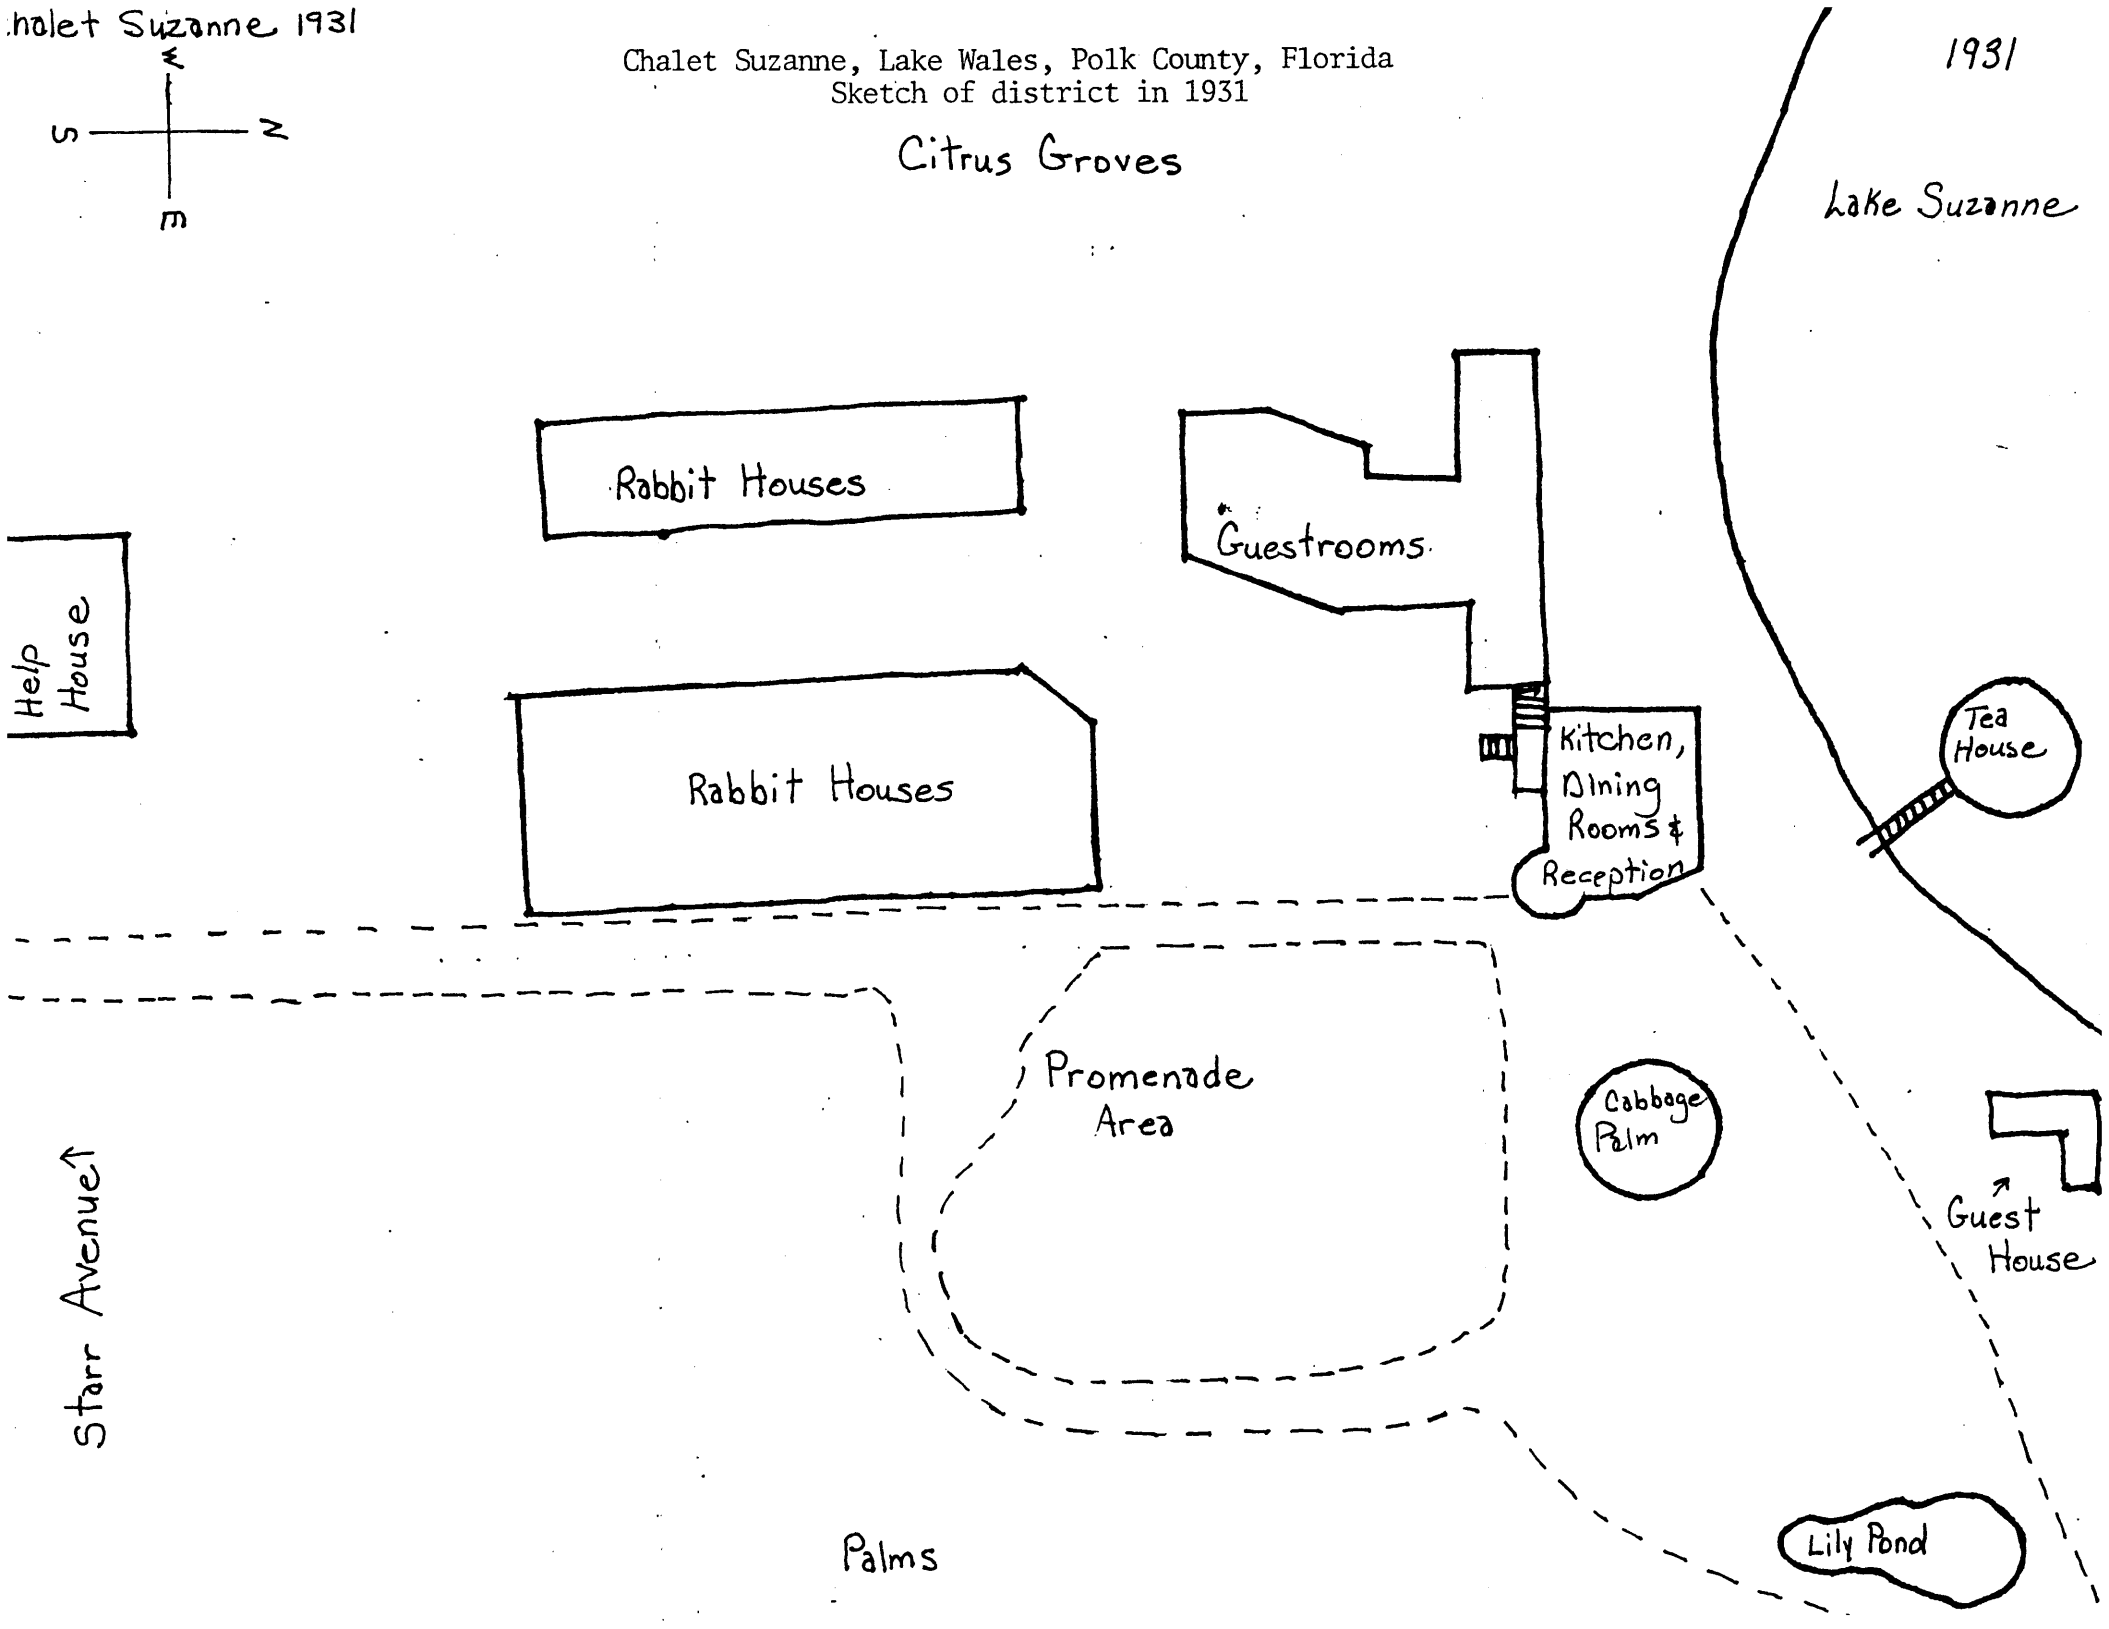 halet Suzanne 1931
W
S
N
E
Chalet Suzanne, Lake Wales, Polk County, Florida
Sketch of district in 1931
1931
Citrus Groves
Lake Suzanne
Rabbit Houses
Guestrooms
Help
House
Rabbit Houses
Kitchen,
Dining
Rooms &
Reception
Tea
House
Promenade
Area
Cabbage
Palm
Guest
House
Starr Avenue↑
Palms
Lily Pond